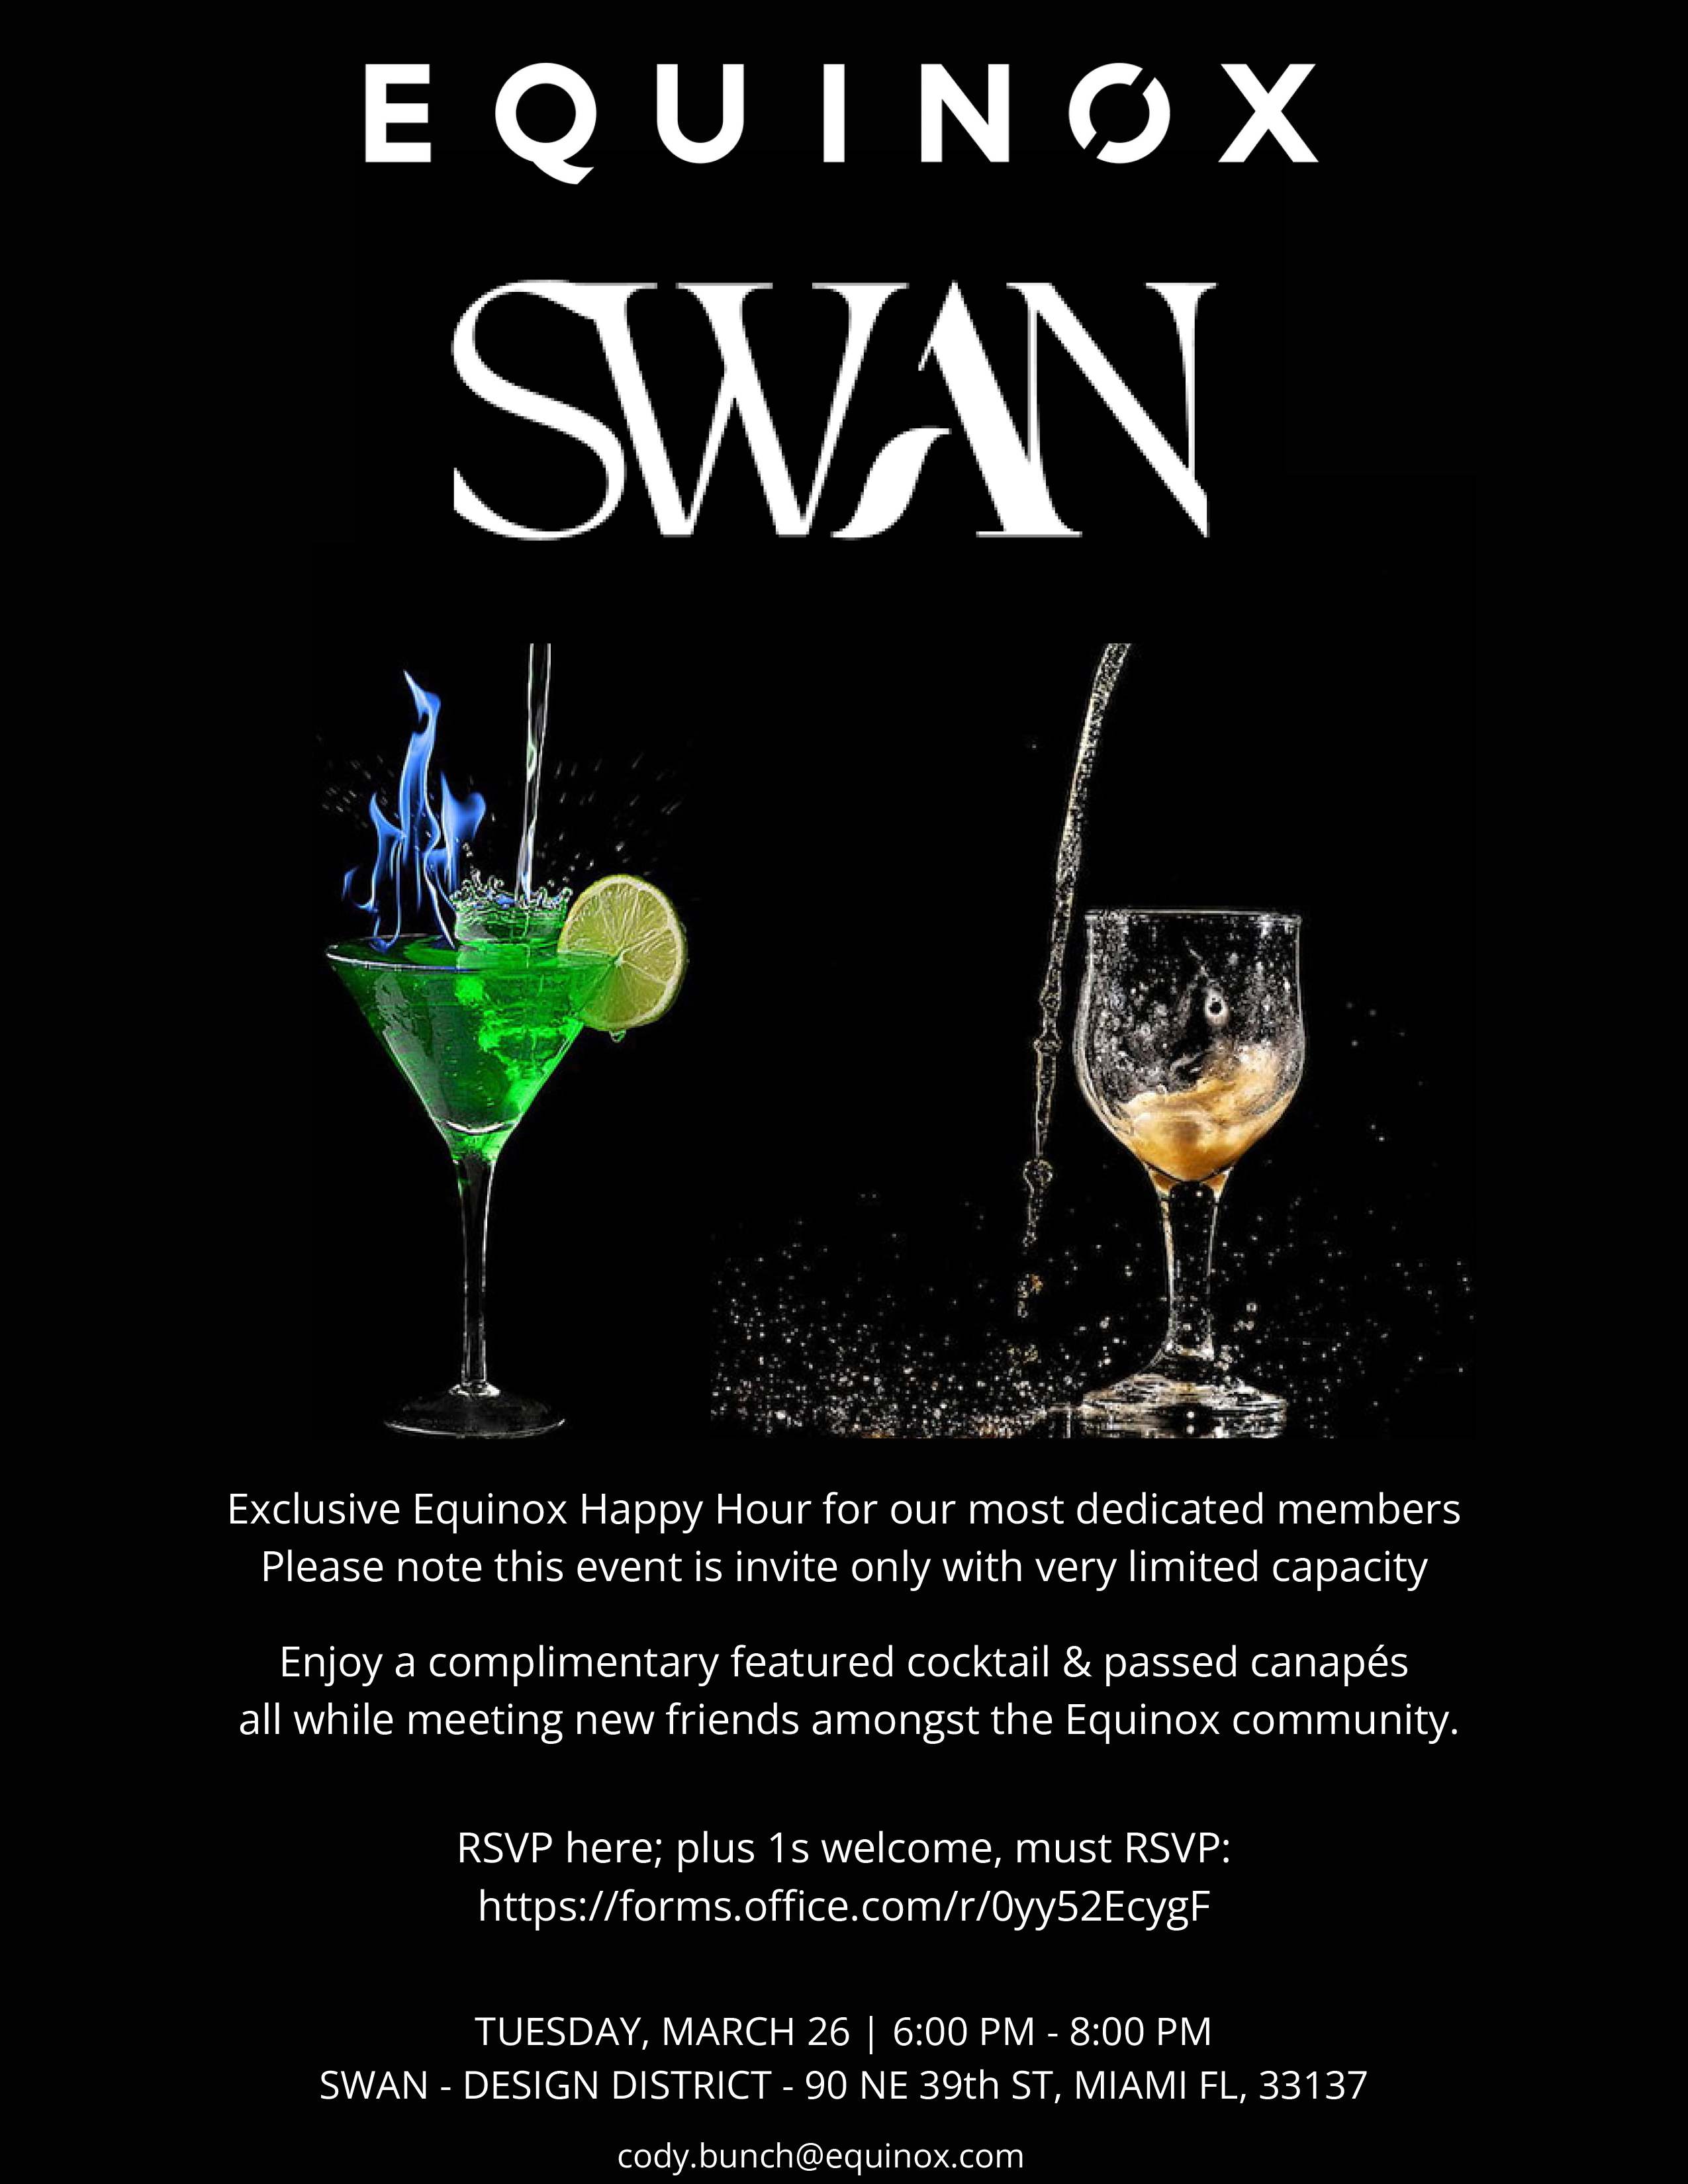 EQUINOX
SWAN
Exclusive Equinox Happy Hour for our most dedicated members
Please note this event is invite only with very limited capacity
Enjoy a complimentary featured cocktail & passed canapés
all while meeting new friends amongst the Equinox community.
RSVP here; plus 1s welcome, must RSVP:
https://forms.office.com/r/0yy52EcygF
TUESDAY, MARCH 26 | 6:00 PM - 8:00 PM
SWAN - DESIGN DISTRICT - 90 NE 39th ST, MIAMI FL, 33137
cody.bunch@equinox.com